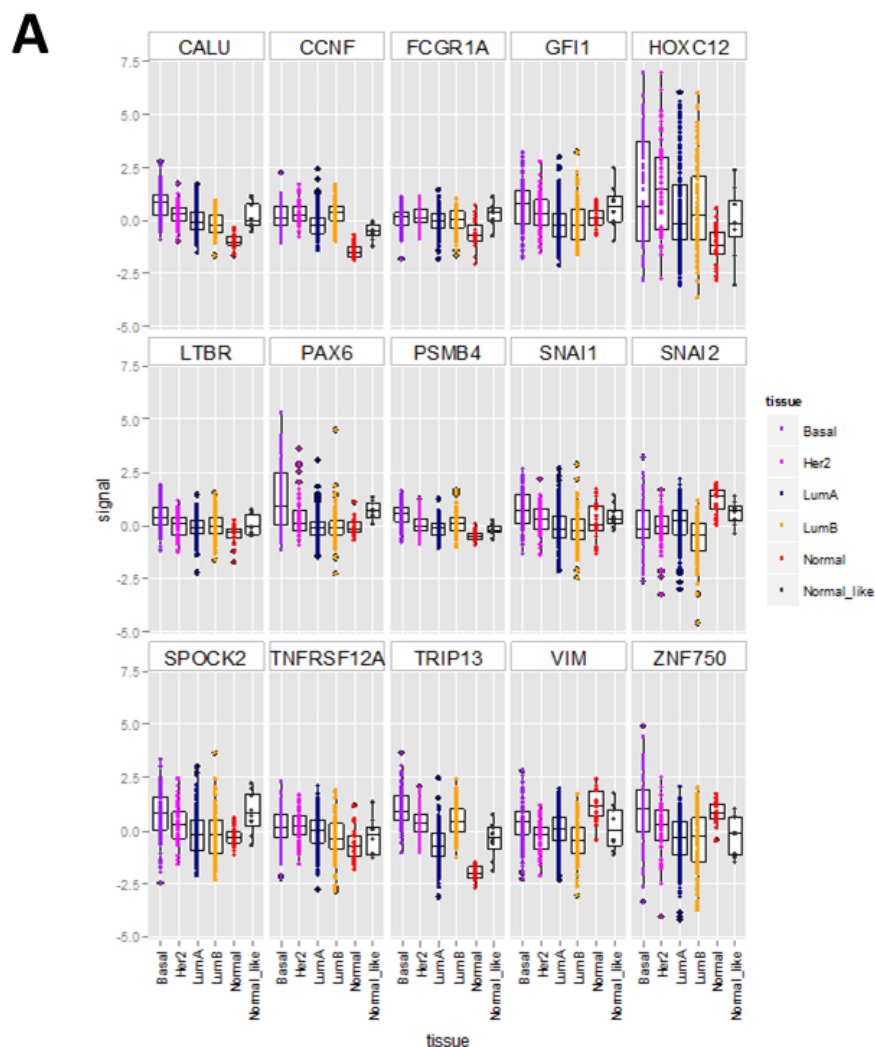 A
CALU CCNF FCGR1A GFI1 HOXC12
7.5
5.0
2.5
0.0
-2.5
-5.0
LTBR PAX6 PSMB4 SNAI1 SNAI2
7.5
5.0
2.5
0.0
-2.5
-5.0
signal
SPOCK2 TNFRSF12A TRIP13 VIM ZNF750
7.5
5.0
2.5
0.0
-2.5
-5.0
Basal Her2 LumA LumB Normal Normal_like Basal Her2 LumA LumB Normal Normal_like Basal Her2 LumA LumB Normal Normal_like Basal Her2 LumA LumB Normal Normal_like Basal Her2 LumA LumB Normal Normal_like
tissue
tissue
Basal
Her2
LumA
LumB
Normal
Normal_like